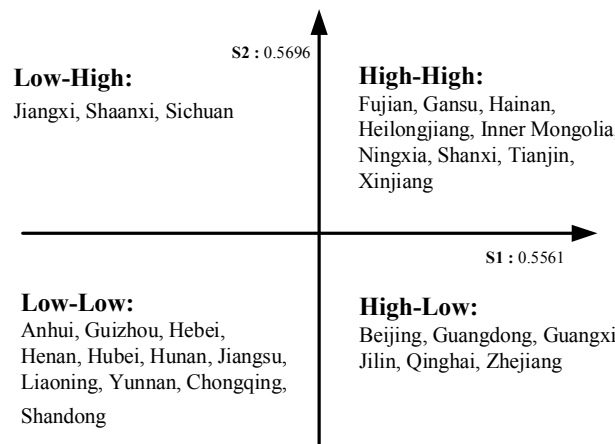 S2 : 0.5696
Low-High:
Jiangxi, Shaanxi, Sichuan
High-High:
Fujian, Gansu, Hainan,
Heilongjiang, Inner Mongolia
Ningxia, Shanxi, Tianjin,
Xinjiang
S1 : 0.5561
Low-Low:
Anhui, Guizhou, Hebei,
Henan, Hubei, Hunan, Jiangsu,
Liaoning, Yunnan, Chongqing,
Shandong
High-Low:
Beijing, Guangdong, Guangxi
Jilin, Qinghai, Zhejiang